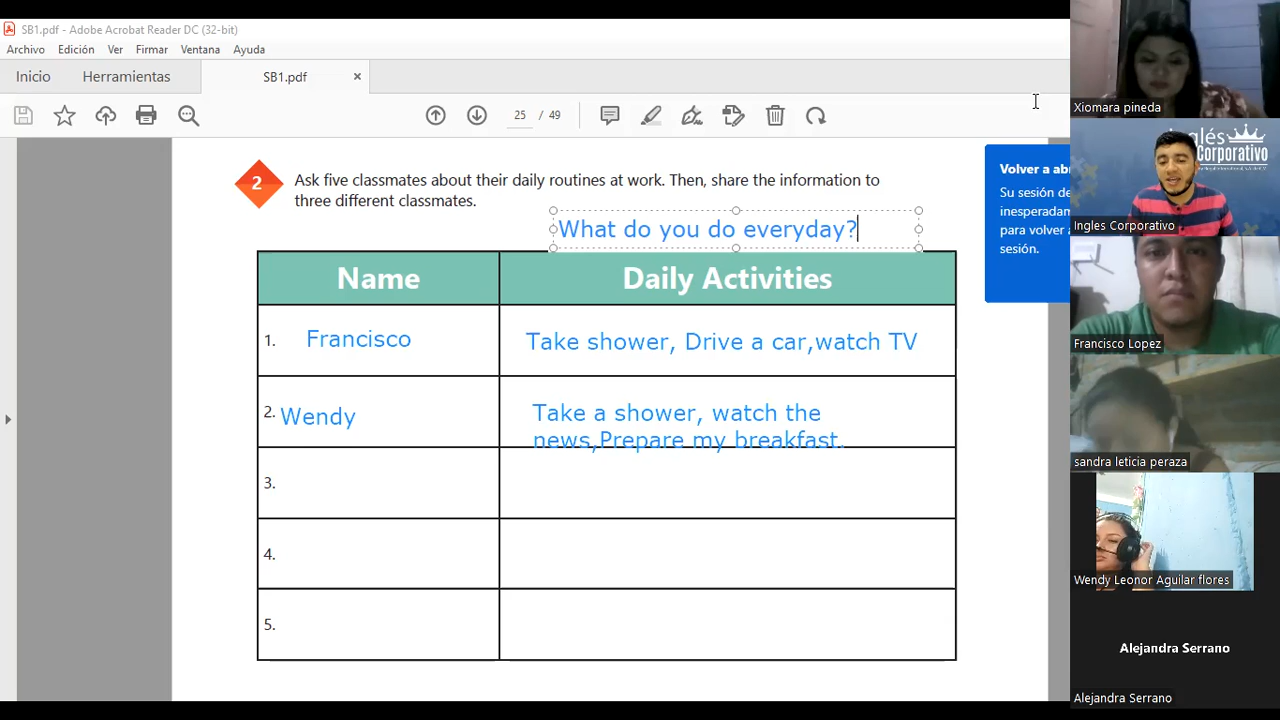 SB1.pdf - Adobe Acrobat Reader DC (32-bit)
Archivo Edición Ver Firmar Ventana Ayuda
Inicio Herramientas SB1.pdf ×
25 / 49
2 Ask five classmates about their daily routines at work. Then, share the information to
three different classmates.
What do you do everyday?
Name Daily Activities
1. Francisco Take shower, Drive a car,watch TV
2. Wendy Take a shower, watch the
news,Prepare my breakfast.
3.
4.
5.
Volver a ab
Su sesión de
inesperadam
para volver a
sesión.
Xiomara pineda
Inglés
Corporativo
Ingles Corporativo
Francisco Lopez
sandra leticia peraza
Wendy Leonor Aguilar flores
Alejandra Serrano
Alejandra Serrano